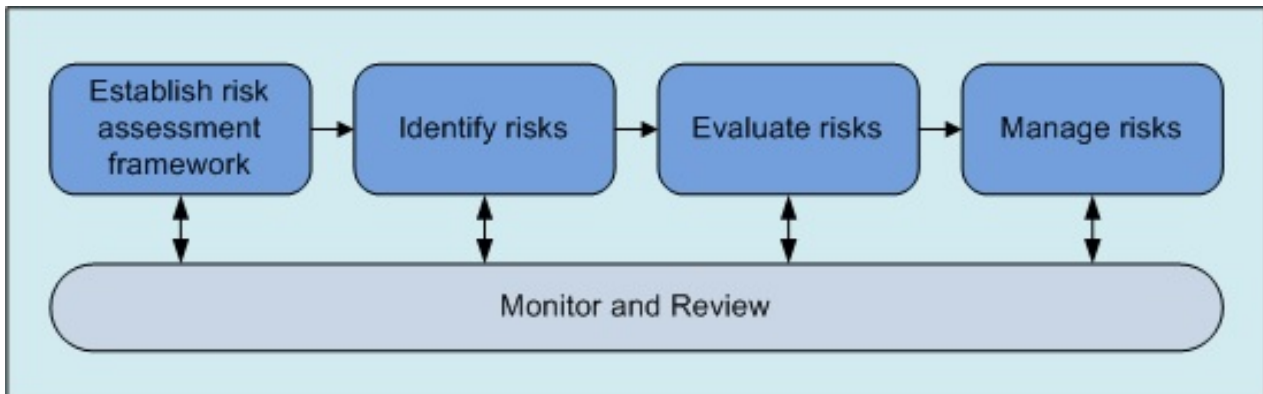 Establish risk
assessment
framework
Identify risks
Evaluate risks
Manage risks
Monitor and Review